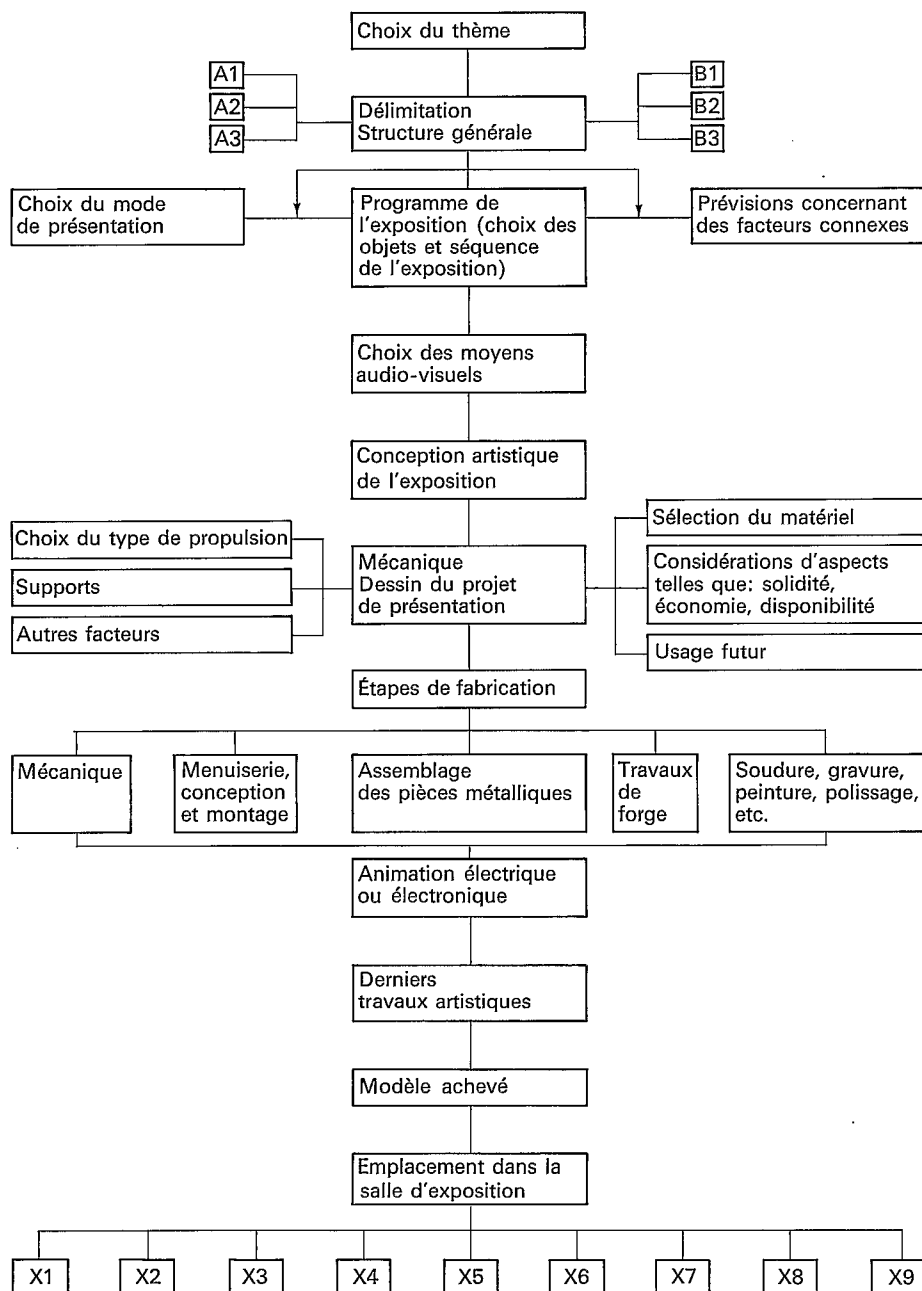 Choix du thème
A1
A2
A3
B1
B2
B3
Délimitation
Structure générale
Choix du mode
de présentation
Programme de
l'exposition (choix des
objets et séquence
de l'exposition)
Prévisions concernant
des facteurs connexes
Choix des moyens
audio-visuels
Conception artistique
de l'exposition
Choix du type de propulsion
Supports
Autres facteurs
Mécanique
Dessin du projet
de présentation
Sélection du matériel
Considérations d'aspects
telles que: solidité,
économie, disponibilité
Usage futur
Étapes de fabrication
Mécanique
Menuiserie,
conception
et montage
Assemblage
des pièces métalliques
Travaux
de
forge
Soudure, gravure,
peinture, polissage,
etc.
Animation électrique
ou électronique
Derniers
travaux artistiques
Modèle achevé
Emplacement dans la
salle d'exposition
X1
X2
X3
X4
X5
X6
X7
X8
X9